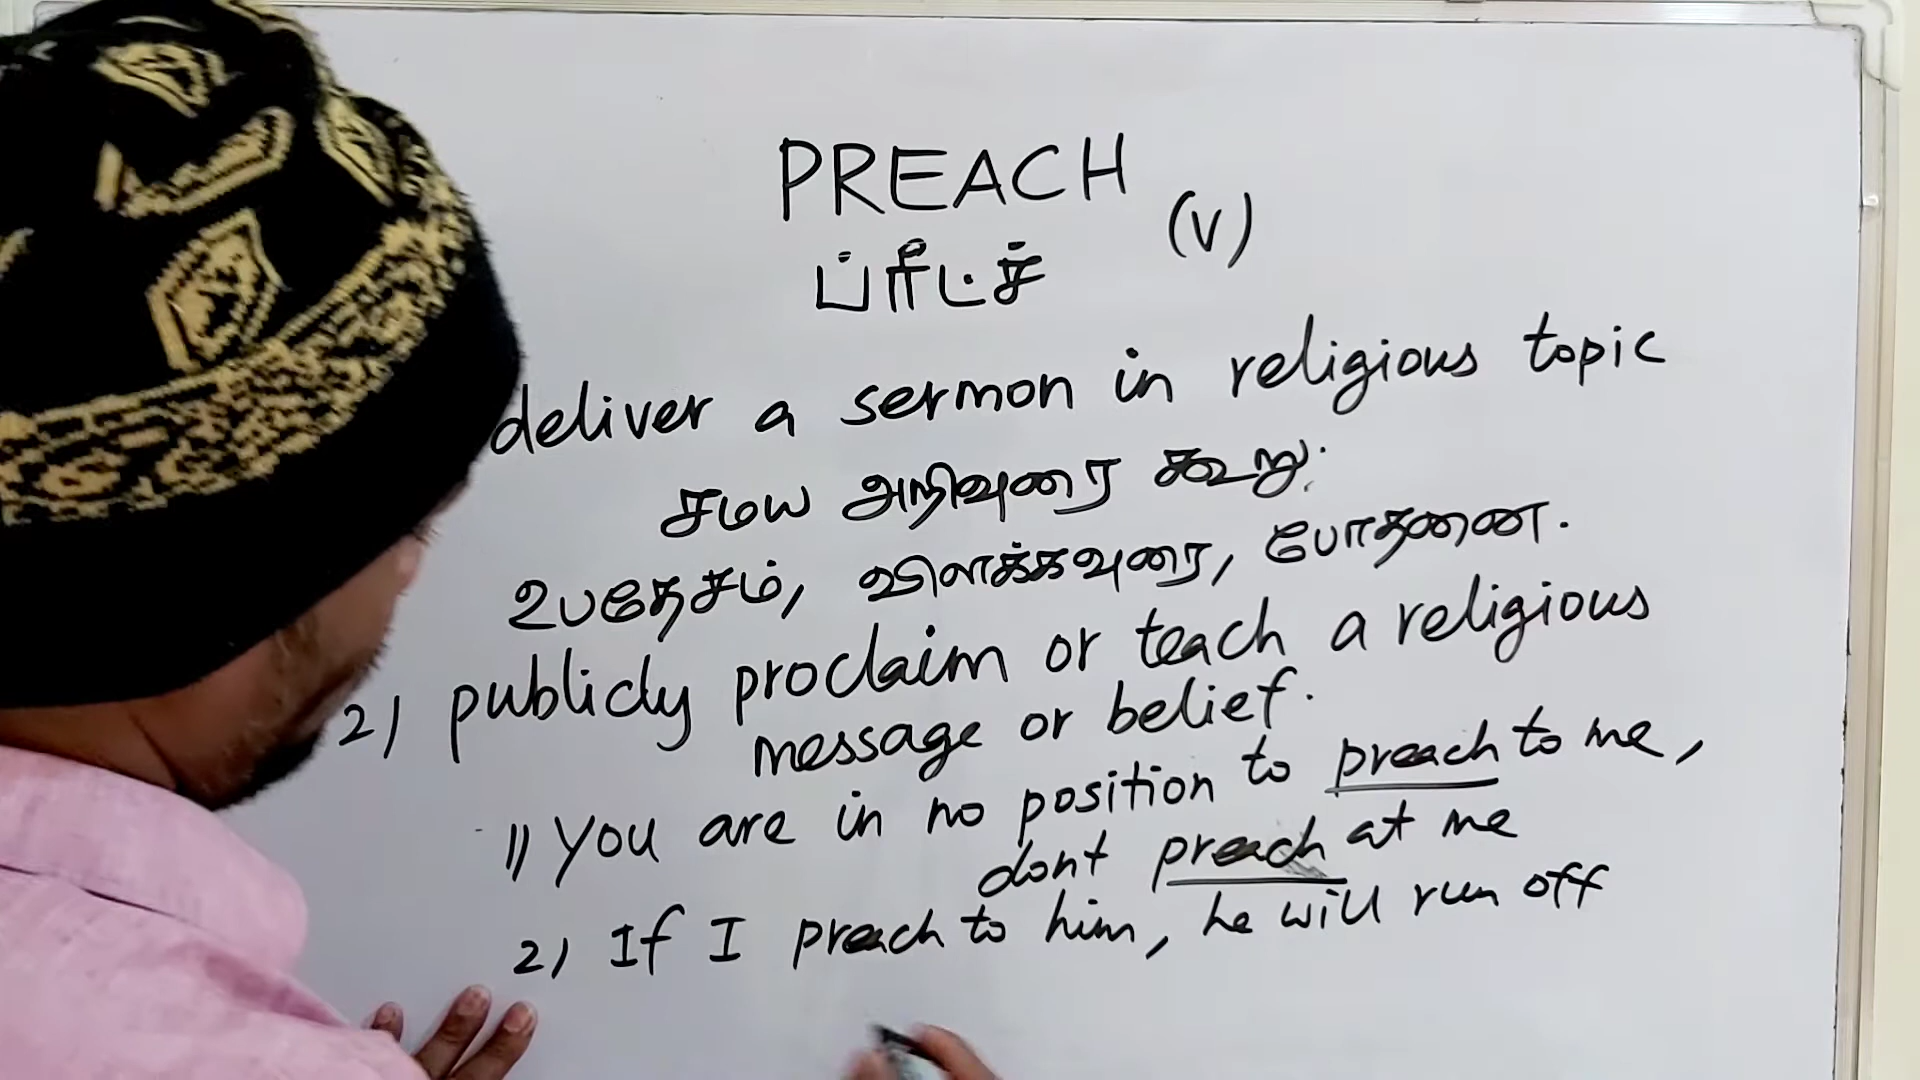 PREACH
(v)
ப்ரீட்ச்
deliver a sermon in religious topic
சமய அறிவுரை கூறு.
உபதேசம், விளக்கவுரை, போதனை.
2) publicly proclaim or teach a religious
message or belief.
1) You are in no position to preach to me,
dont preach at me
2) If I preach to him, he will run off